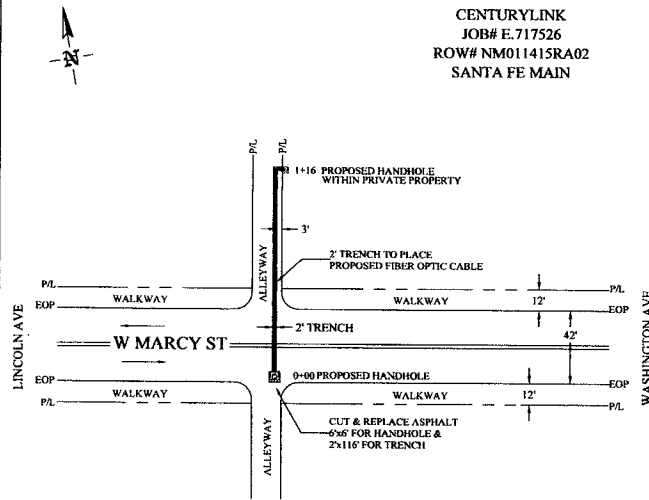 CENTURYLINK
JOB# E.717526
ROW# NM011415RA02
SANTA FE MAIN
N
P/L
P/L
1+16 PROPOSED HANDHOLE
WITHIN PRIVATE PROPERTY
3'
ALLEYWAY
2' TRENCH TO PLACE
PROPOSED FIBER OPTIC CABLE
P/L
P/L
WALKWAY
WALKWAY
12'
EOP
EOP
LINCOLN AVE
2' TRENCH
42'
W MARCY ST
WASHINGTON AVE
EOP
0+00 PROPOSED HANDHOLE
EOP
WALKWAY
WALKWAY
12'
P/L
P/L
CUT & REPLACE ASPHALT
6'x6' FOR HANDHOLE &
2'x116' FOR TRENCH
ALLEYWAY